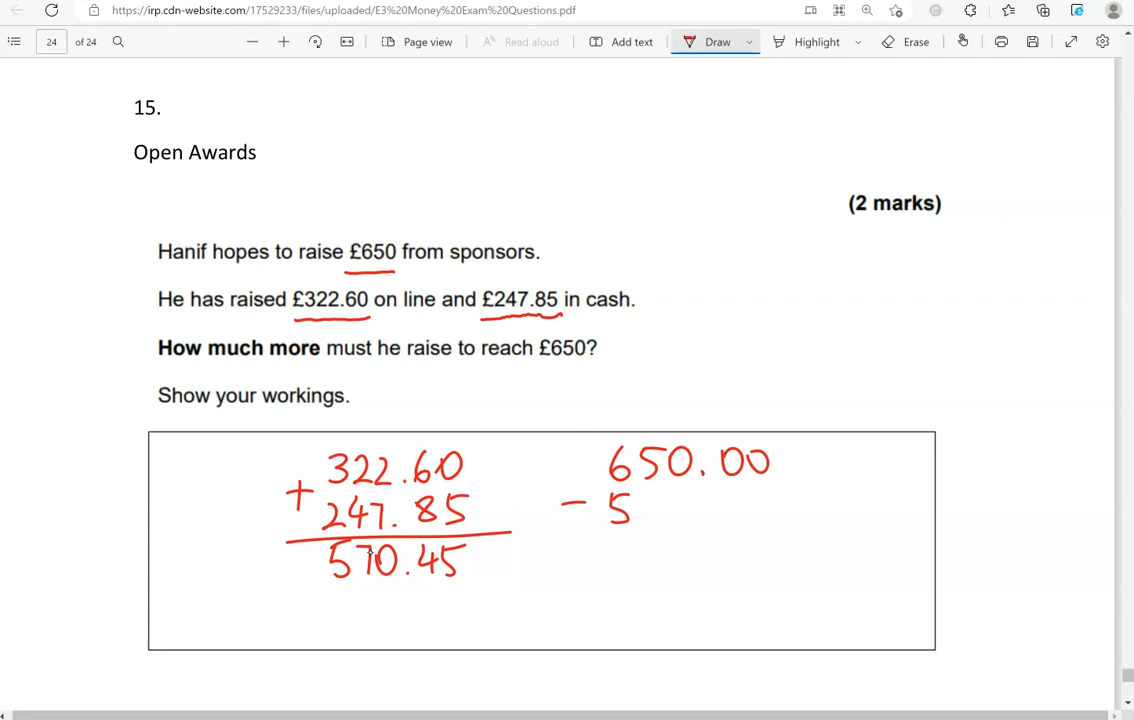 https://irp.cdn-website.com/17529233/files/uploaded/E3%20Money%20Exam%20Questions.pdf
24 of 24 Page view Read aloud Add text Draw Highlight Erase
15.
Open Awards
(2 marks)
Hanif hopes to raise £650 from sponsors.
He has raised £322.60 on line and £247.85 in cash.
How much more must he raise to reach £650?
Show your workings.
322.60
+ 247.85
570.45
650.00
- 5